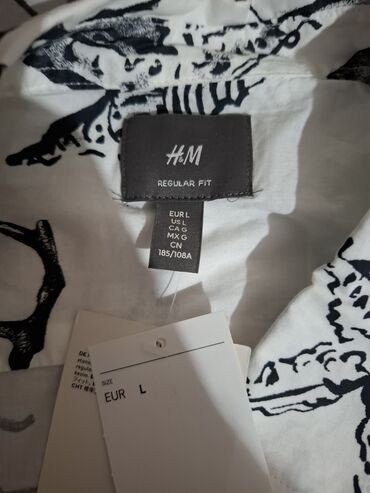 H&M
REGULAR FIT
EUR L
US L
CA G
MX G
CN
185/108A
SIZE
EUR L